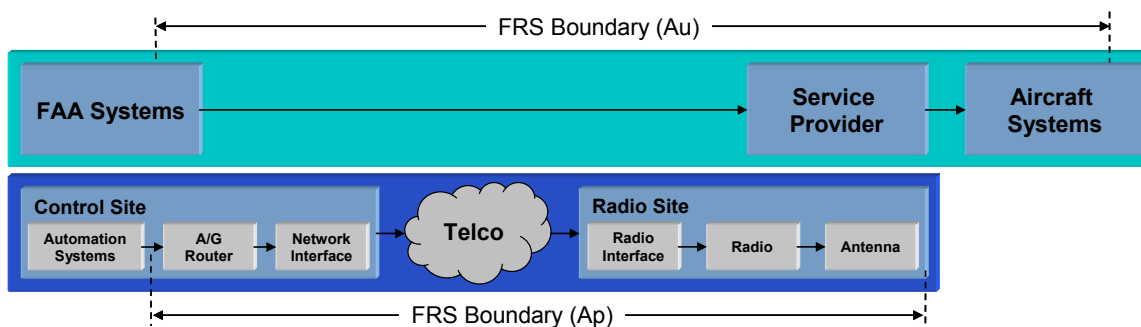 FRS Boundary (Au)
FAA Systems
Service
Provider
Aircraft
Systems
Control Site
Automation
Systems
A/G
Router
Network
Interface
Telco
Radio Site
Radio
Interface
Radio
Antenna
FRS Boundary (Ap)